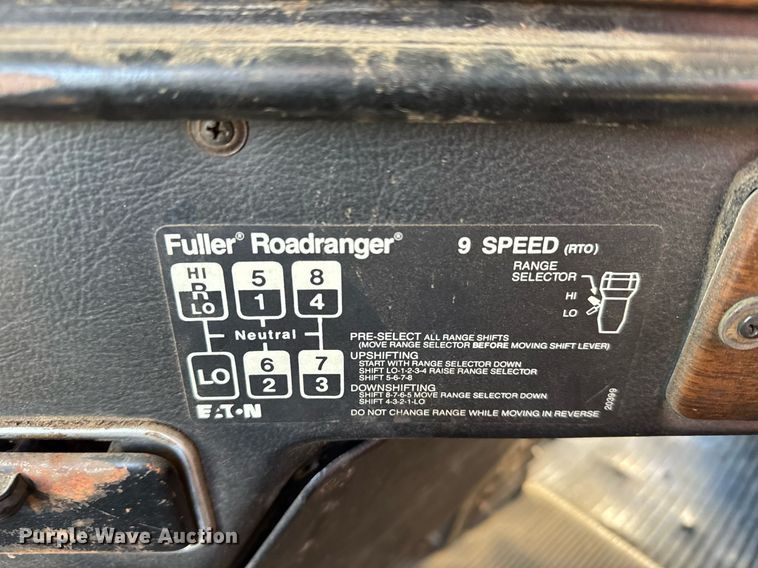 Fuller® Roadranger® 9 SPEED (RTO)
HI R LO
5 1
8 4
RANGE SELECTOR
HI
LO
Neutral
LO
6 2
7 3
PRE-SELECT ALL RANGE SHIFTS
(MOVE RANGE SELECTOR BEFORE MOVING SHIFT LEVER)
UPSHIFTING
START WITH RANGE SELECTOR DOWN
SHIFT LO-1-2-3-4 RAISE RANGE SELECTOR
SHIFT 5-6-7-8
DOWNSHIFTING
SHIFT 8-7-6-5 MOVE RANGE SELECTOR DOWN
SHIFT 4-3-2-1-LO
DO NOT CHANGE RANGE WHILE MOVING IN REVERSE
EATON
20399
Purple Wave Auction